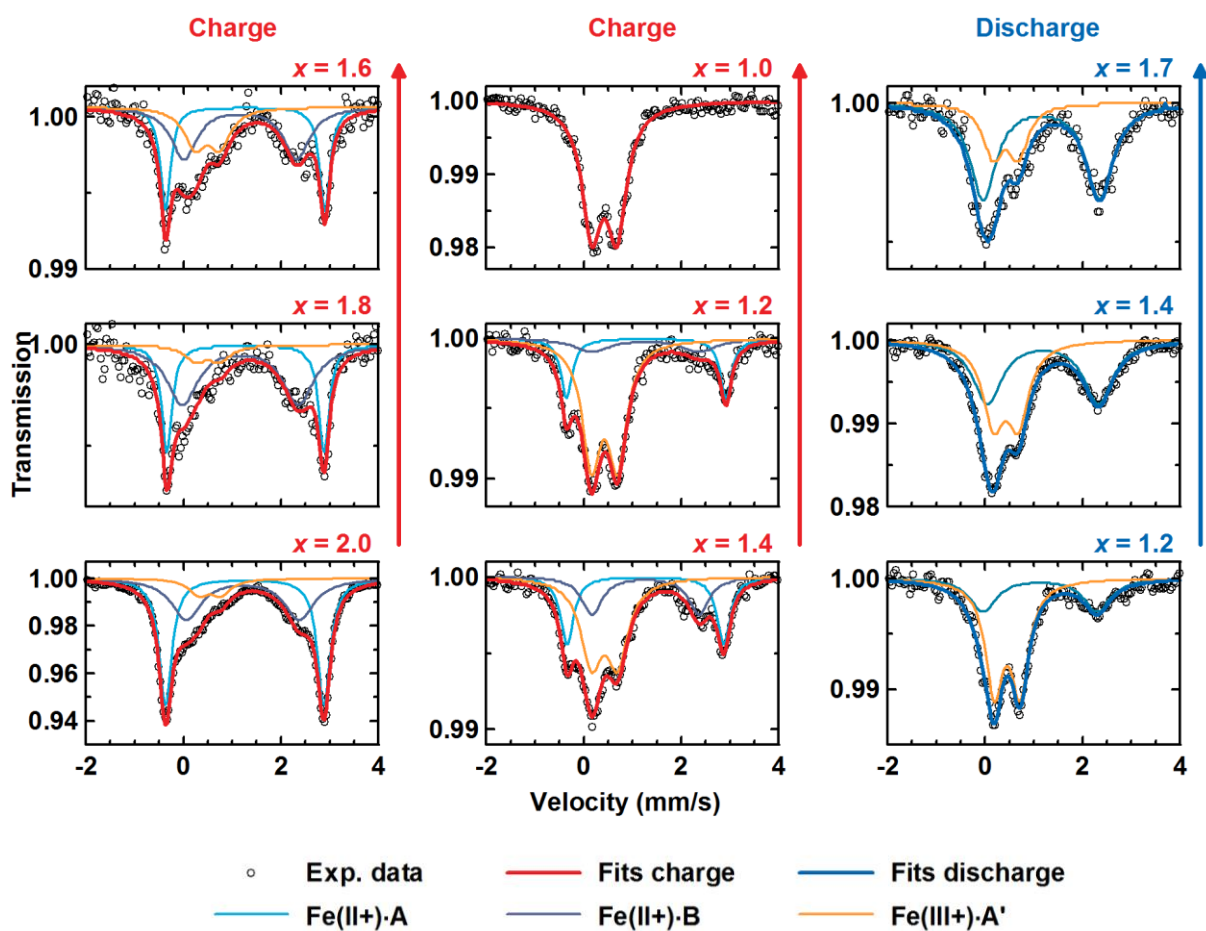 Charge
Charge
Discharge
x = 1.6
x = 1.0
x = 1.7
1.00
0.99
1.00
0.99
0.98
1.00
x = 1.8
x = 1.2
x = 1.4
1.00
1.00
0.99
1.00
0.99
0.98
Transmission
x = 2.0
x = 1.4
x = 1.2
1.00
0.98
0.96
0.94
1.00
0.99
1.00
0.99
-2 0 2 4
-2 0 2 4
-2 0 2 4
Velocity (mm/s)
Exp. data
Fits charge
Fits discharge
Fe(II+)·A
Fe(II+)·B
Fe(III+)·A'